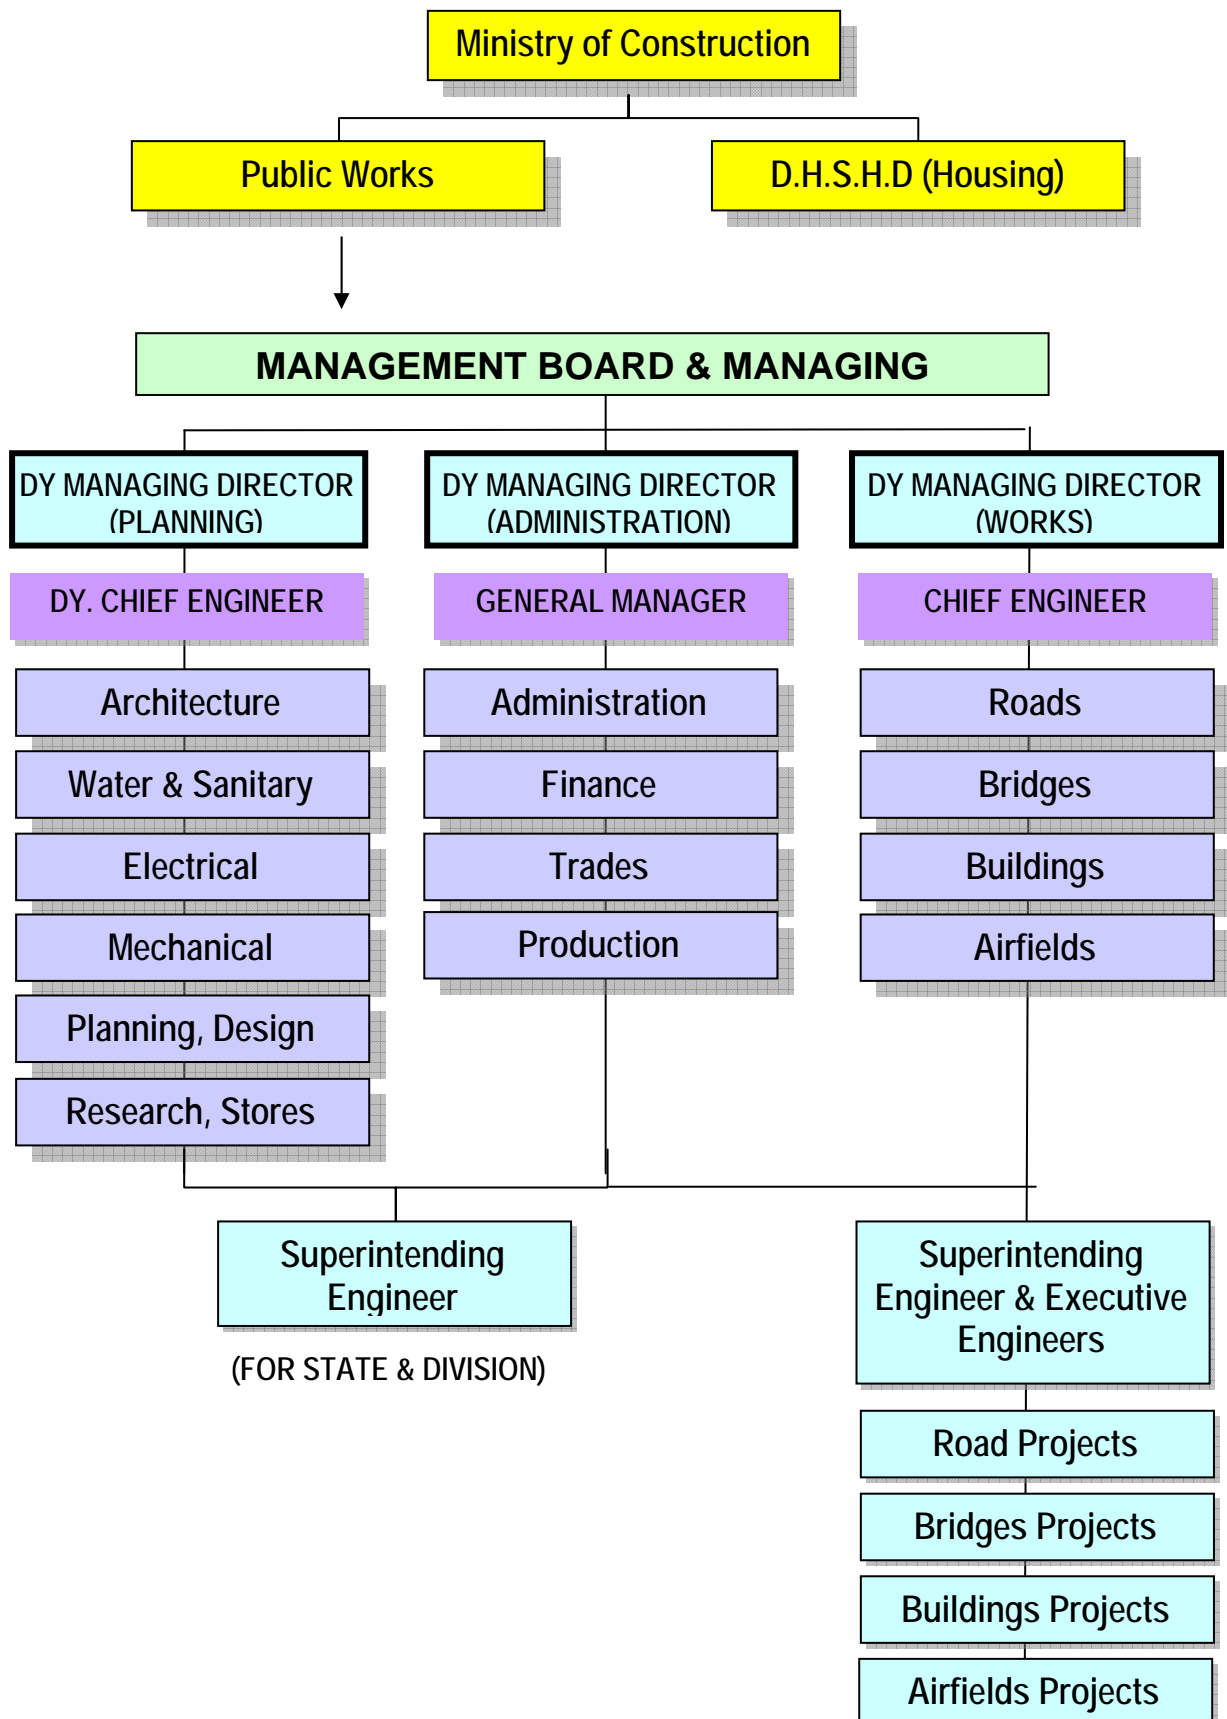 Ministry of Construction
Public Works
D.H.S.H.D (Housing)
MANAGEMENT BOARD & MANAGING
DY MANAGING DIRECTOR
(PLANNING)
DY MANAGING DIRECTOR
(ADMINISTRATION)
DY MANAGING DIRECTOR
(WORKS)
DY. CHIEF ENGINEER
GENERAL MANAGER
CHIEF ENGINEER
Architecture
Administration
Roads
Water & Sanitary
Finance
Bridges
Electrical
Trades
Buildings
Mechanical
Production
Airfields
Planning, Design
Research, Stores
Superintending
Engineer
(FOR STATE & DIVISION)
Superintending
Engineer & Executive
Engineers
Road Projects
Bridges Projects
Buildings Projects
Airfields Projects